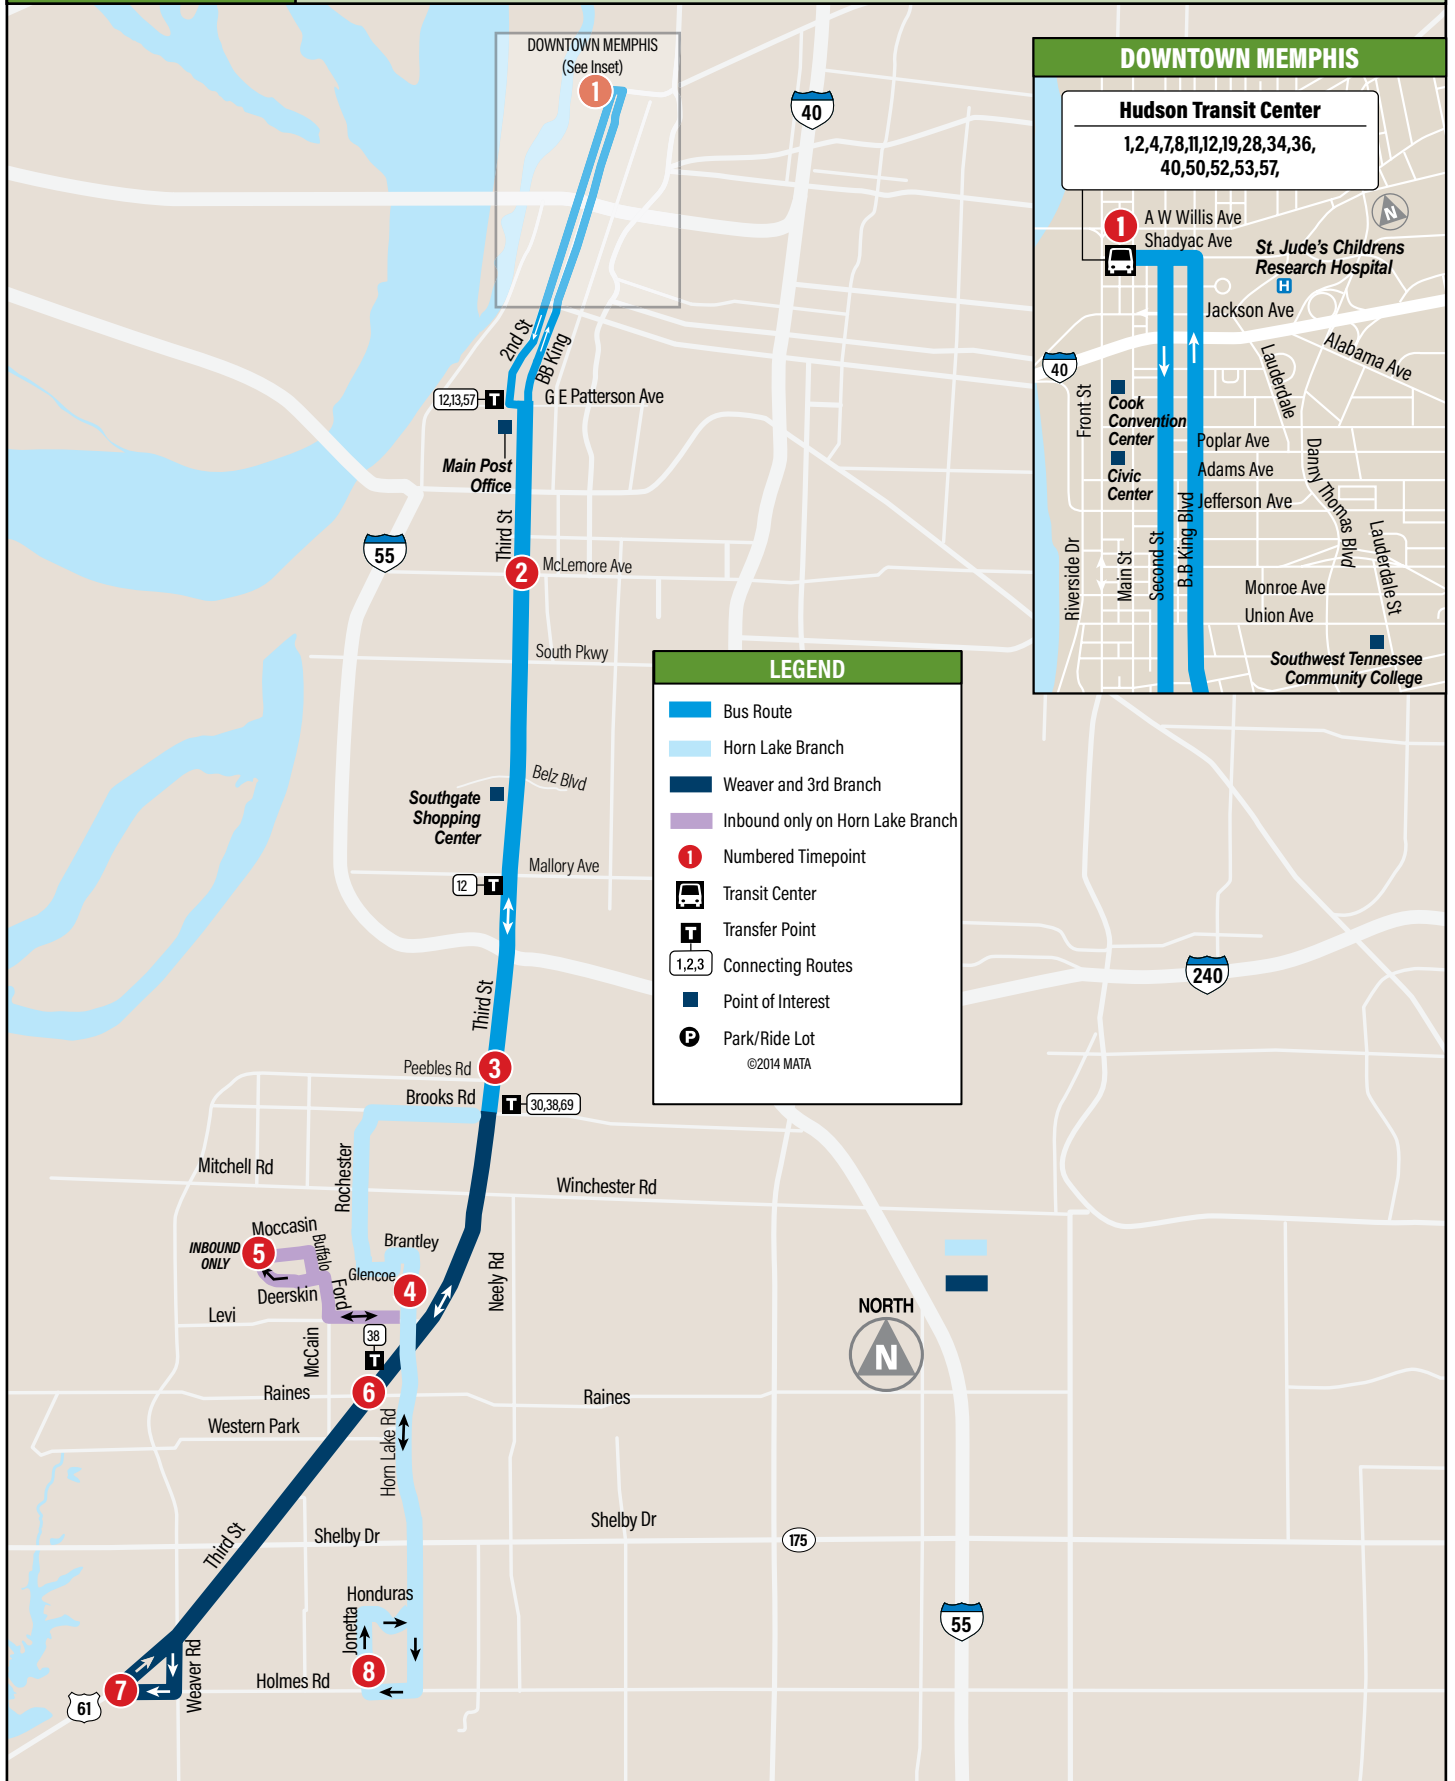 DOWNTOWN MEMPHIS
(See Inset)
1
40
2nd St
BB King
12,13,57
T
G E Patterson Ave
Main Post
Office
55
Third St
2
McLemore Ave
South Pkwy
Belz Blvd
Southgate
Shopping
Center
Mallory Ave
12
T
240
Third St
Peebles Rd
3
Brooks Rd
T
30,38,69
Mitchell Rd
Rochester
Winchester Rd
Moccasin
INBOUND
ONLY
5
Buffalo
Brantley
Glencoe
4
Deerskin
Ford
Neely Rd
Levi
McCain
38
T
Raines
6
Raines
Western Park
Horn Lake Rd
NORTH
N
Third St
Shelby Dr
Shelby Dr
175
Honduras
Jonetta
55
Weaver Rd
8
Holmes Rd
7
61
DOWNTOWN MEMPHIS
Hudson Transit Center
1,2,4,7,8,11,12,19,28,34,36,
40,50,52,53,57,
N
1
A W Willis Ave
Shadyac Ave
St. Jude's Childrens
Research Hospital
H
Jackson Ave
Alabama Ave
40
Lauderdale
Front St
Cook
Convention
Center
Poplar Ave
Civic
Center
Adams Ave
Danny Thomas Blvd
Jefferson Ave
Riverside Dr
Main St
Second St
B.B King Blvd
Lauderdale St
Monroe Ave
Union Ave
Southwest Tennessee
Community College
LEGEND
Bus Route
Horn Lake Branch
Weaver and 3rd Branch
Inbound only on Horn Lake Branch
1
Numbered Timepoint
Transit Center
T
Transfer Point
1,2,3
Connecting Routes
Point of Interest
P
Park/Ride Lot
©2014 MATA